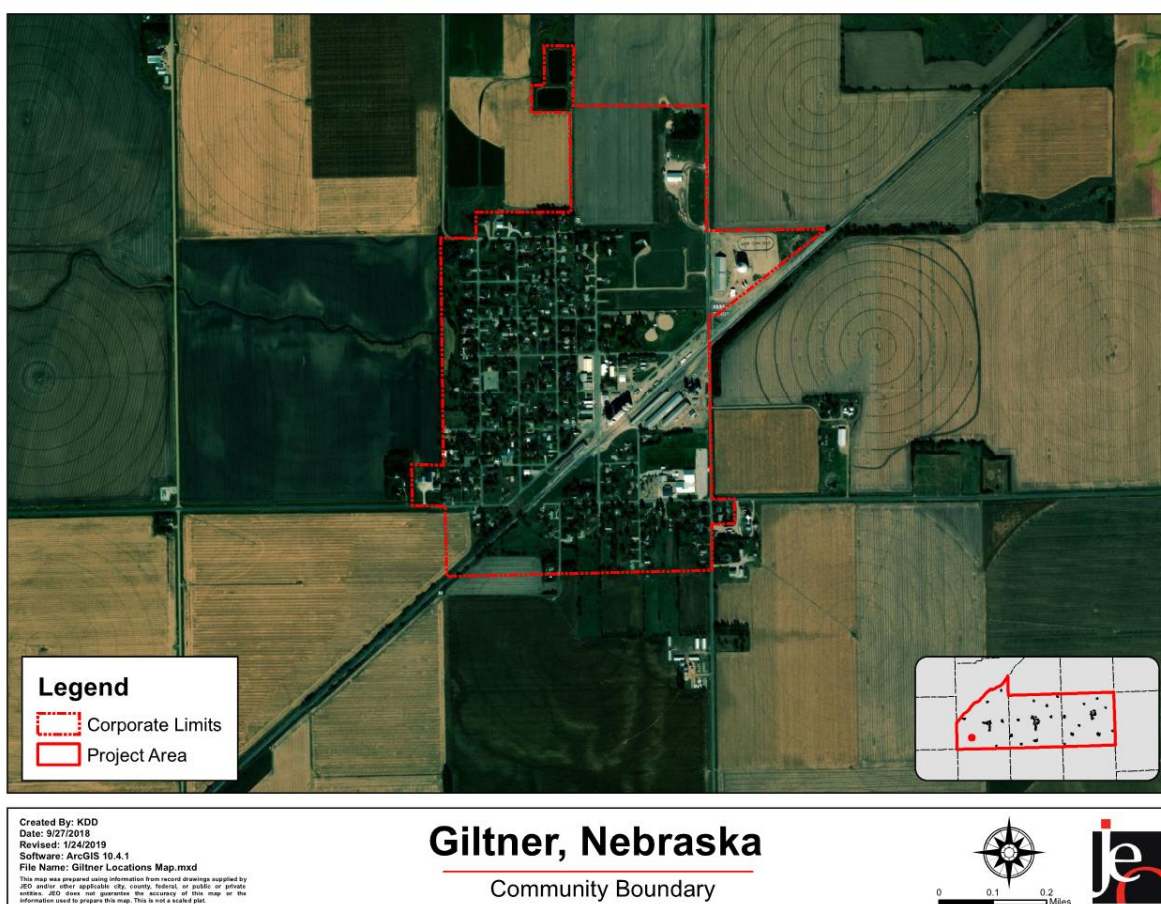 Legend
Corporate Limits
Project Area
Created By: KDD
Date: 9/27/2018
Revised: 1/24/2019
Software: ArcGIS 10.4.1
File Name: Giltner Locations Map.mxd
This map was prepared using information from record drawings supplied by
JEO and/or other applicable city, county, federal, or public or private
entities. JEO does not guarantee the accuracy of this map or the
information used to prepare this map. This is not a scaled plat.
Giltner, Nebraska
Community Boundary
0 0.1 0.2
Miles
jeo